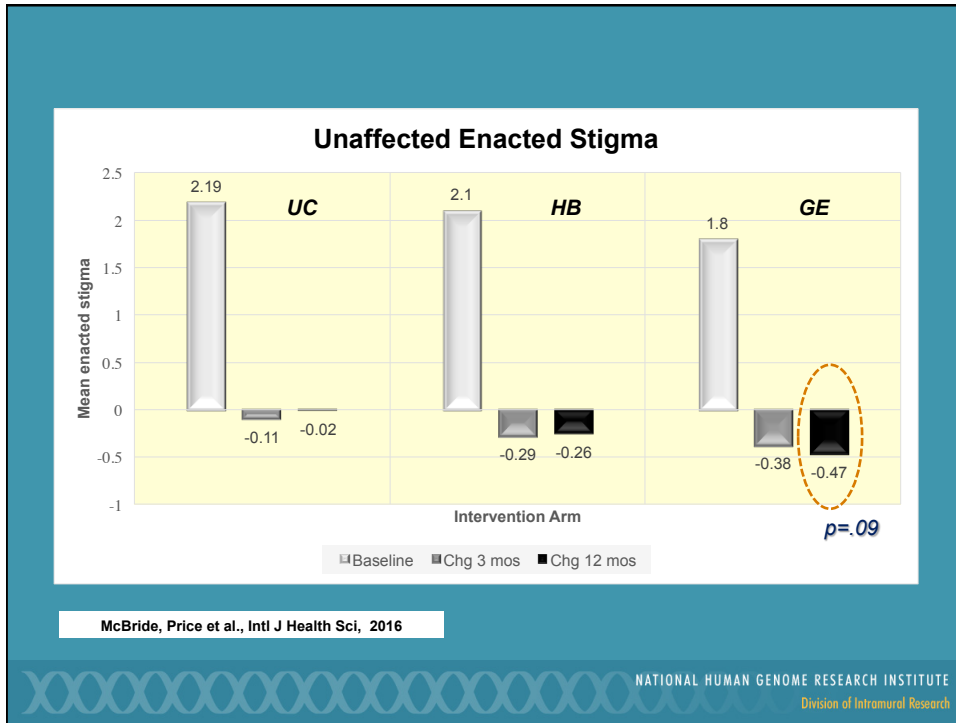 Unaffected Enacted Stigma
2.5
2
1.5
1
0.5
0
-0.5
-1
Mean enacted stigma
UC
2.19
-0.11
-0.02
HB
2.1
-0.29
-0.26
GE
1.8
-0.38
-0.47
Intervention Arm
p=.09
Baseline Chg 3 mos Chg 12 mos
McBride, Price et al., Intl J Health Sci, 2016
NATIONAL HUMAN GENOME RESEARCH INSTITUTE
Division of Intramural Research